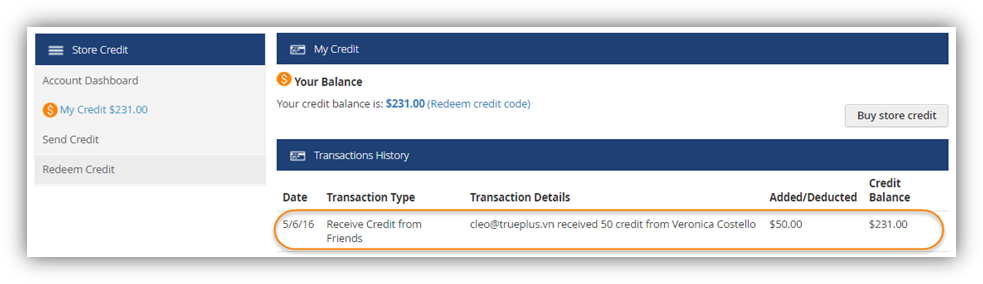 Store Credit
Account Dashboard
My Credit $231.00
Send Credit
Redeem Credit
My Credit
Your Balance
Your credit balance is: $231.00 (Redeem credit code)
Buy store credit
Transactions History
Date Transaction Type Transaction Details Added/Deducted Credit Balance
5/6/16 Receive Credit from Friends cleo@trueplus.vn received 50 credit from Veronica Costello $50.00 $231.00